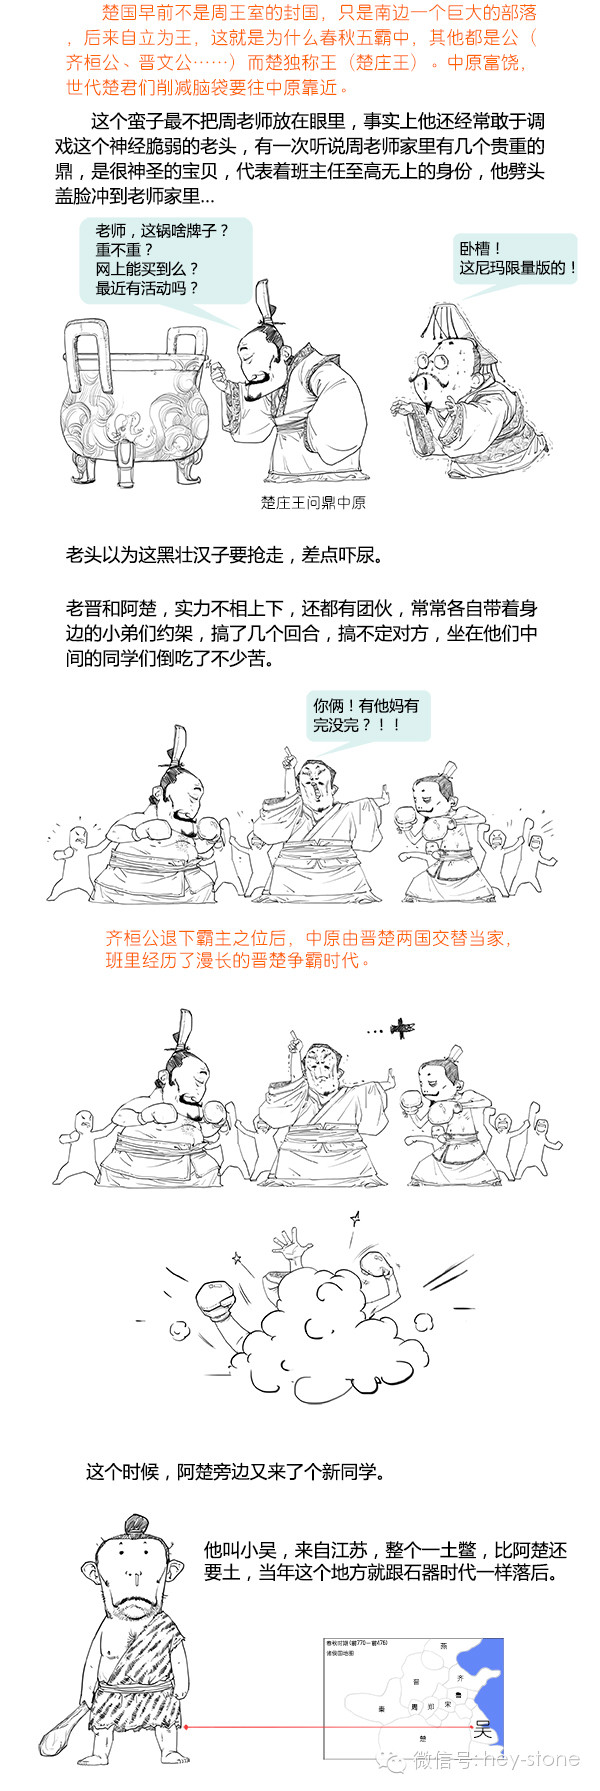 楚国早前不是周王室的封国，只是南边一个巨大的部落
，后来自立为王，这就是为什么春秋五霸中，其他都是公（
齐桓公、晋文公……）而楚独称王（楚庄王）。中原富饶，
世代楚君们削减脑袋要往中原靠近。
这个蛮子最不把周老师放在眼里，事实上他还经常敢于调
戏这个神经脆弱的老头，有一次听说周老师家里有几个贵重的
鼎，是很神圣的宝贝，代表着班主任至高无上的身份，他劈头
盖脸冲到老师家里...
老师，这锅啥牌子？
重不重？
网上能买到么？
最近有活动吗？
卧槽！
这尼玛限量版的！
楚庄王问鼎中原
老头以为这黑壮汉子要抢走，差点吓尿。
老晋和阿楚，实力不相上下，还都有团伙，常常各自带着身
边的小弟们约架，搞了几个回合，搞不定对方，坐在他们中
间的同学们倒吃了不少苦。
你俩！有他妈有
完没完？！！！
齐桓公退下霸主之位后，中原由晋楚两国交替当家，
班里经历了漫长的晋楚争霸时代。
这个时候，阿楚旁边又来了个新同学。
他叫小吴，来自江苏，整个一土鳖，比阿楚还
要土，当年这个地方就跟石器时代一样落后。
春秋时期（前770－前476）
诸侯国地图
燕
晋
齐
鲁
秦
周
郑
宋
楚
吴
微信号: hey-stone